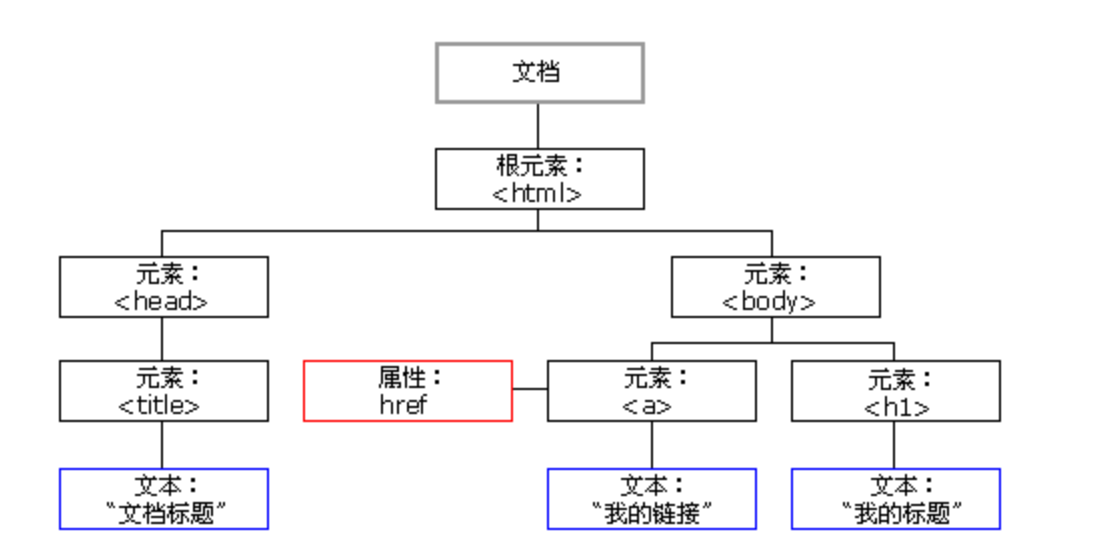 文档
根元素：
<html>
元素：
<head>
元素：
<body>
元素：
<title>
属性：
href
元素：
<a>
元素：
<h1>
文本：
“文档标题”
文本：
“我的链接”
文本：
“我的标题”